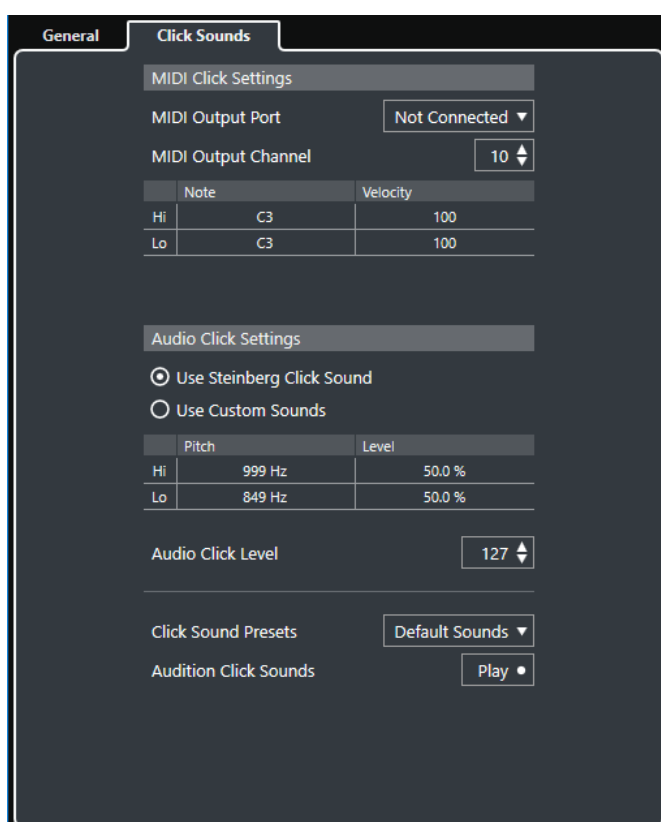 General Click Sounds
MIDI Click Settings
MIDI Output Port Not Connected
MIDI Output Channel 10
Note Velocity
Hi C3 100
Lo C3 100
Audio Click Settings
Use Steinberg Click Sound
Use Custom Sounds
Pitch Level
Hi 999 Hz 50.0 %
Lo 849 Hz 50.0 %
Audio Click Level 127
Click Sound Presets Default Sounds
Audition Click Sounds Play